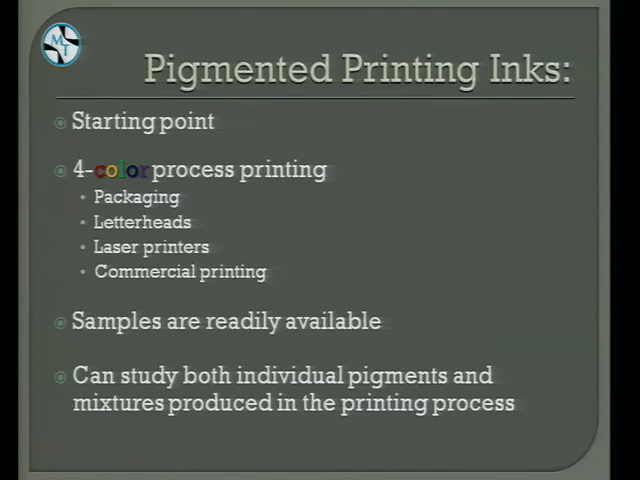 MT
Pigmented Printing Inks:
Starting point
4-color process printing
Packaging
Letterheads
Laser printers
Commercial printing
Samples are readily available
Can study both individual pigments and
mixtures produced in the printing process